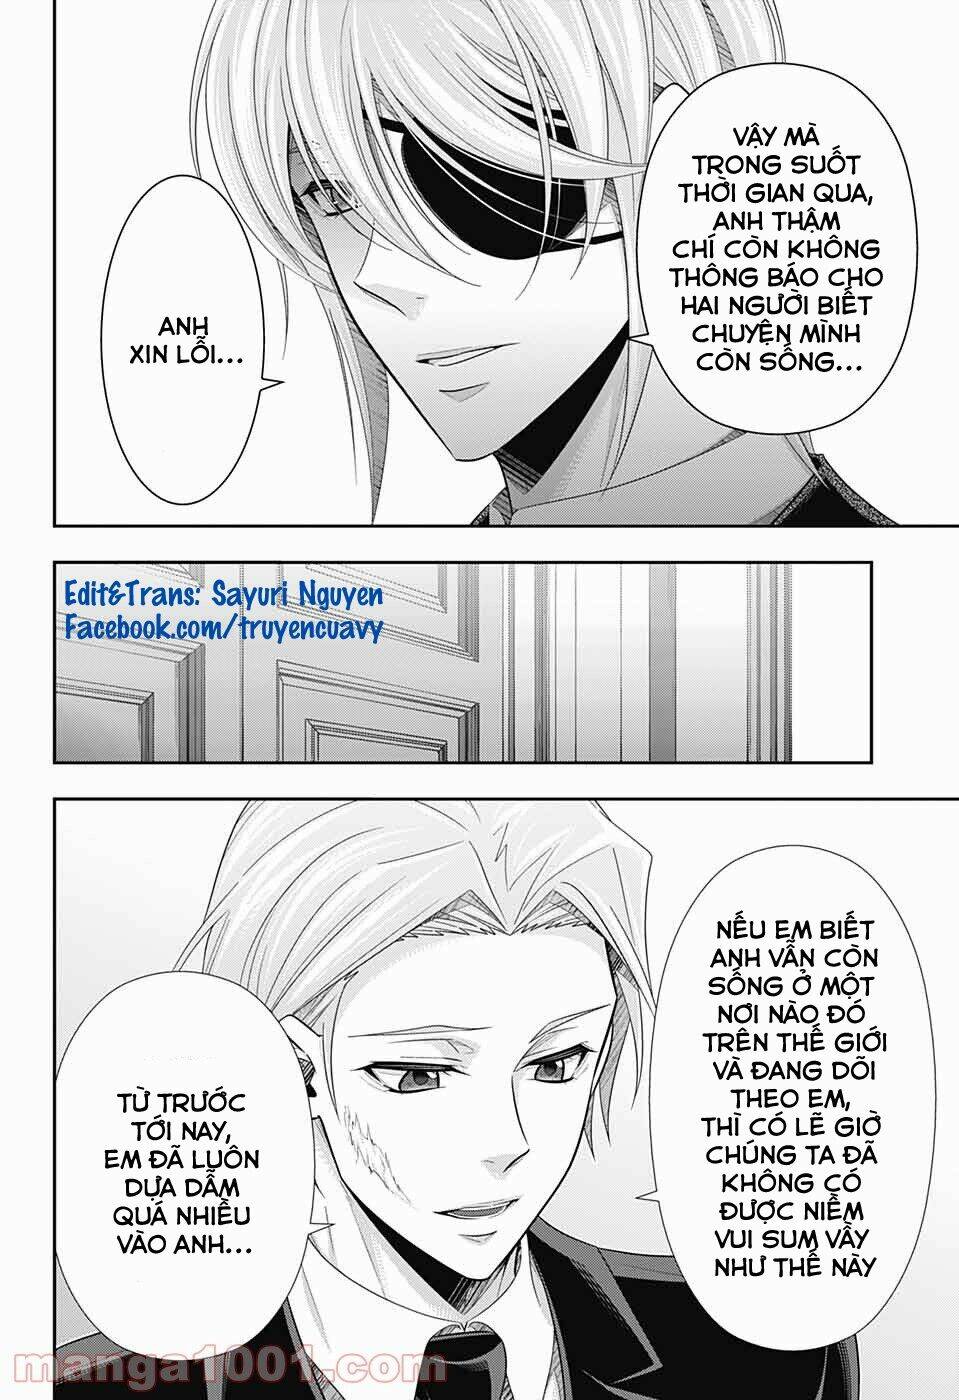 VẬY MÀ
TRONG SUỐT
THỜI GIAN QUA,
ANH THẬM
CHÍ CÒN KHÔNG
THÔNG BÁO CHO
HAI NGƯỜI BIẾT
CHUYỆN MÌNH
CÒN SỐNG...
ANH
XIN LỖI...
Edit&Trans: Sayuri Nguyen
Facebook.com/truyencuavy
NẾU EM BIẾT
ANH VẪN CÒN
SỐNG Ở MỘT
NƠI NÀO ĐÓ
TRÊN THẾ GIỚI
VÀ ĐANG DÕI
THEO EM,
THÌ CÓ LẼ GIỜ
CHÚNG TA ĐÃ
KHÔNG CÓ
ĐƯỢC NIỀM
VUI SUM VẦY
NHƯ THẾ NÀY
TỪ TRƯỚC
TỚI NAY,
EM ĐÃ LUÔN
DỰA DẪM
QUÁ NHIỀU
VÀO ANH...
manga1001.com